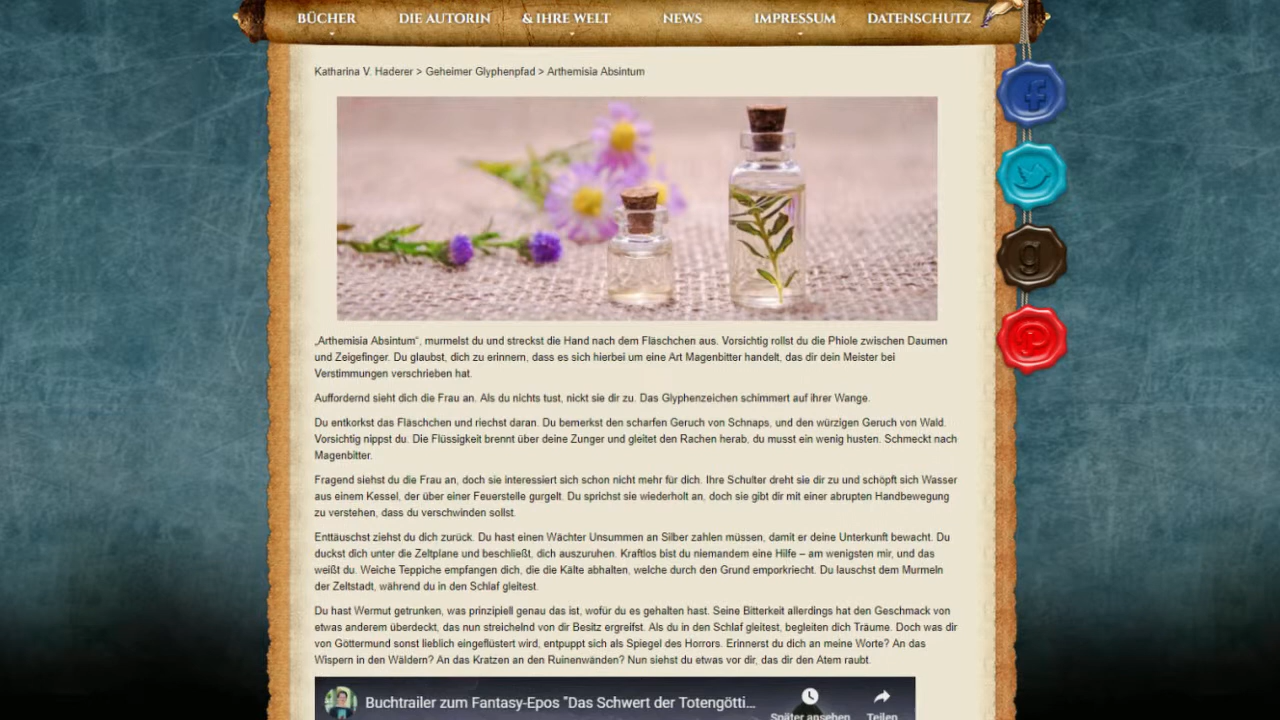 BÜCHER DIE AUTORIN & IHRE WELT NEWS IMPRESSUM DATENSCHUTZ
Katharina V. Haderer > Geheimer Glyphenpfad > Arthemisia Absintum
f
g
„Arthemisia Absintum“, murmelst du und streckst die Hand nach dem Fläschchen aus. Vorsichtig rollst du die Phiole zwischen Daumen
und Zeigefinger. Du glaubst, dich zu erinnern, dass es sich hierbei um eine Art Magenbitter handelt, das dir dein Meister bei
Verstimmungen verschrieben hat.
Auffordernd sieht dich die Frau an. Als du nichts tust, nickt sie dir zu. Das Glyphenzeichen schimmert auf ihrer Wange.
Du entkorkst das Fläschchen und riechst daran. Du bemerkst den scharfen Geruch von Schnaps, und den würzigen Geruch von Wald.
Vorsichtig nippst du. Die Flüssigkeit brennt über deine Zunger und gleitet den Rachen herab, du musst ein wenig husten. Schmeckt nach
Magenbitter.
Fragend siehst du die Frau an, doch sie interessiert sich schon nicht mehr für dich. Ihre Schulter dreht sie dir zu und schöpft sich Wasser
aus einem Kessel, der über einer Feuerstelle gurgelt. Du sprichst sie wiederholt an, doch sie gibt dir mit einer abrupten Handbewegung
zu verstehen, dass du verschwinden sollst.
Enttäuschst ziehst du dich zurück. Du hast einen Wächter Unsummen an Silber zahlen müssen, damit er deine Unterkunft bewacht. Du
duckst dich unter die Zeltplane und beschließt, dich auszuruhen. Kraftlos bist du niemandem eine Hilfe – am wenigsten mir, und das
weißt du. Weiche Teppiche empfangen dich, die die Kälte abhalten, welche durch den Grund emporkriecht. Du lauschst dem Murmeln
der Zeltstadt, während du in den Schlaf gleitest.
Du hast Wermut getrunken, was prinzipiell genau das ist, wofür du es gehalten hast. Seine Bitterkeit allerdings hat den Geschmack von
etwas anderem überdeckt, das nun streichelnd von dir Besitz ergreifst. Als du in den Schlaf gleitest, begleiten dich Träume. Doch was dir
von Göttermund sonst lieblich eingeflüstert wird, entpuppt sich als Spiegel des Horrors. Erinnerst du dich an meine Worte? An das
Wispern in den Wäldern? An das Kratzen an den Ruinenwänden? Nun siehst du etwas vor dir, das dir den Atem raubt.
Buchtrailer zum Fantasy-Epos "Das Schwert der Totengötti...
Später ansehen Teilen